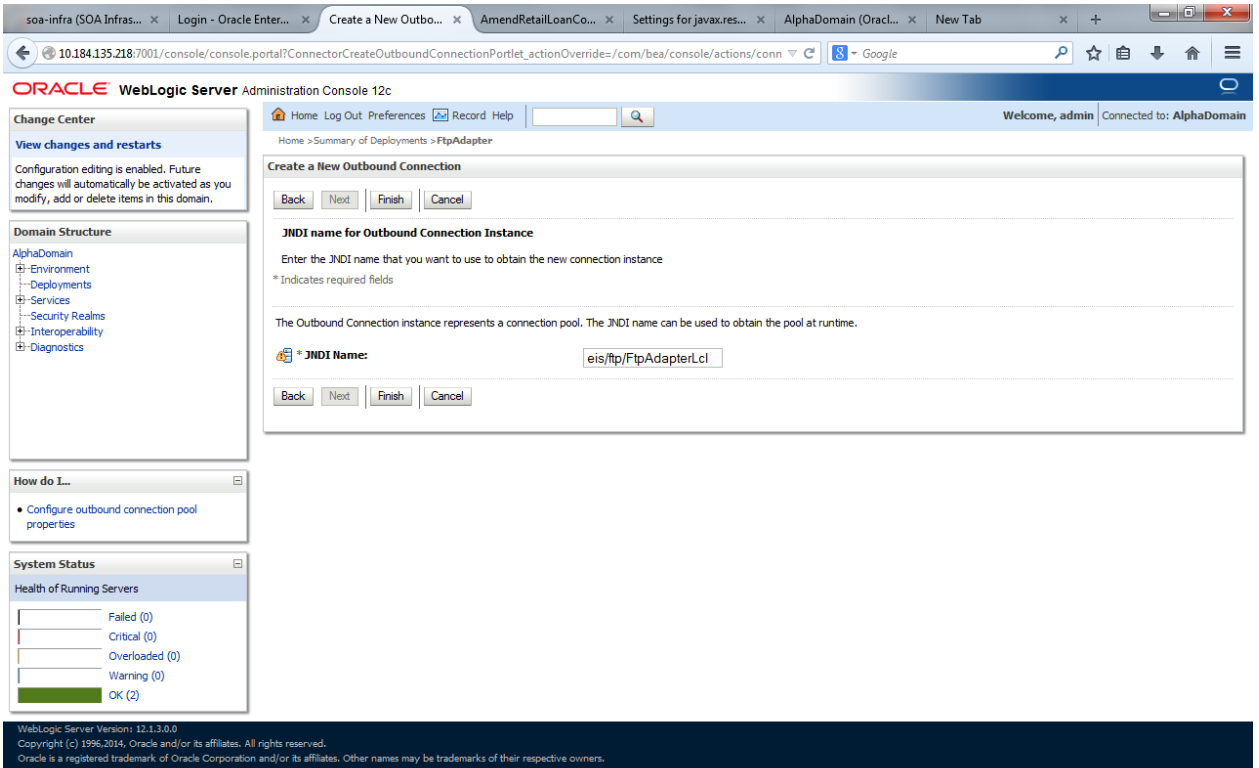 soa-infra (SOA Infras... × Login - Oracle Enter... × Create a New Outbo... × AmendRetailLoanCo... × Settings for javax.res... × AlphaDomain (Oracl... × New Tab × +
10.184.135.218:7001/console/console.portal?ConnectorCreateOutboundConnectionPortlet_actionOverride=/com/bea/console/actions/conn
8 Google
ORACLE WebLogic Server Administration Console 12c
Change Center
View changes and restarts
Configuration editing is enabled. Future
changes will automatically be activated as you
modify, add or delete items in this domain.
Domain Structure
AlphaDomain
Environment
Deployments
Services
Security Realms
Interoperability
Diagnostics
How do I...
• Configure outbound connection pool
properties
System Status
Health of Running Servers
Failed (0)
Critical (0)
Overloaded (0)
Warning (0)
OK (2)
Home Log Out Preferences Record Help
Welcome, admin Connected to: AlphaDomain
Home >Summary of Deployments >FtpAdapter
Create a New Outbound Connection
Back Next Finish Cancel
JNDI name for Outbound Connection Instance
Enter the JNDI name that you want to use to obtain the new connection instance
* Indicates required fields
The Outbound Connection instance represents a connection pool. The JNDI name can be used to obtain the pool at runtime.
* JNDI Name: eis/ftp/FtpAdapterLcl
Back Next Finish Cancel
WebLogic Server Version: 12.1.3.0.0
Copyright (c) 1996,2014, Oracle and/or its affiliates. All rights reserved.
Oracle is a registered trademark of Oracle Corporation and/or its affiliates. Other names may be trademarks of their respective owners.